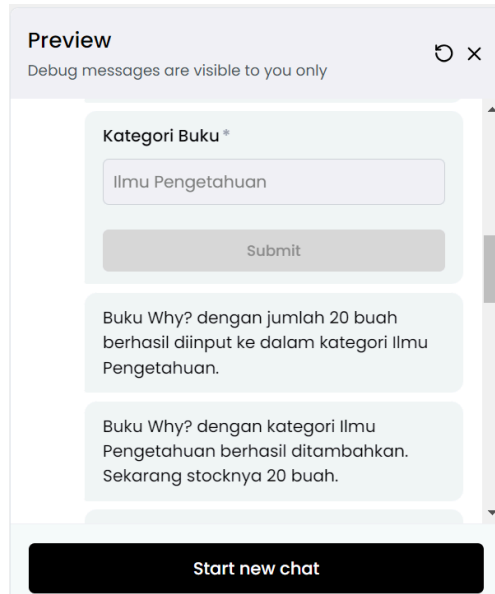 Preview
Debug messages are visible to you only
Kategori Buku *
Ilmu Pengetahuan
Submit
Buku Why? dengan jumlah 20 buah
berhasil diinput ke dalam kategori Ilmu
Pengetahuan.
Buku Why? dengan kategori Ilmu
Pengetahuan berhasil ditambahkan.
Sekarang stocknya 20 buah.
Start new chat